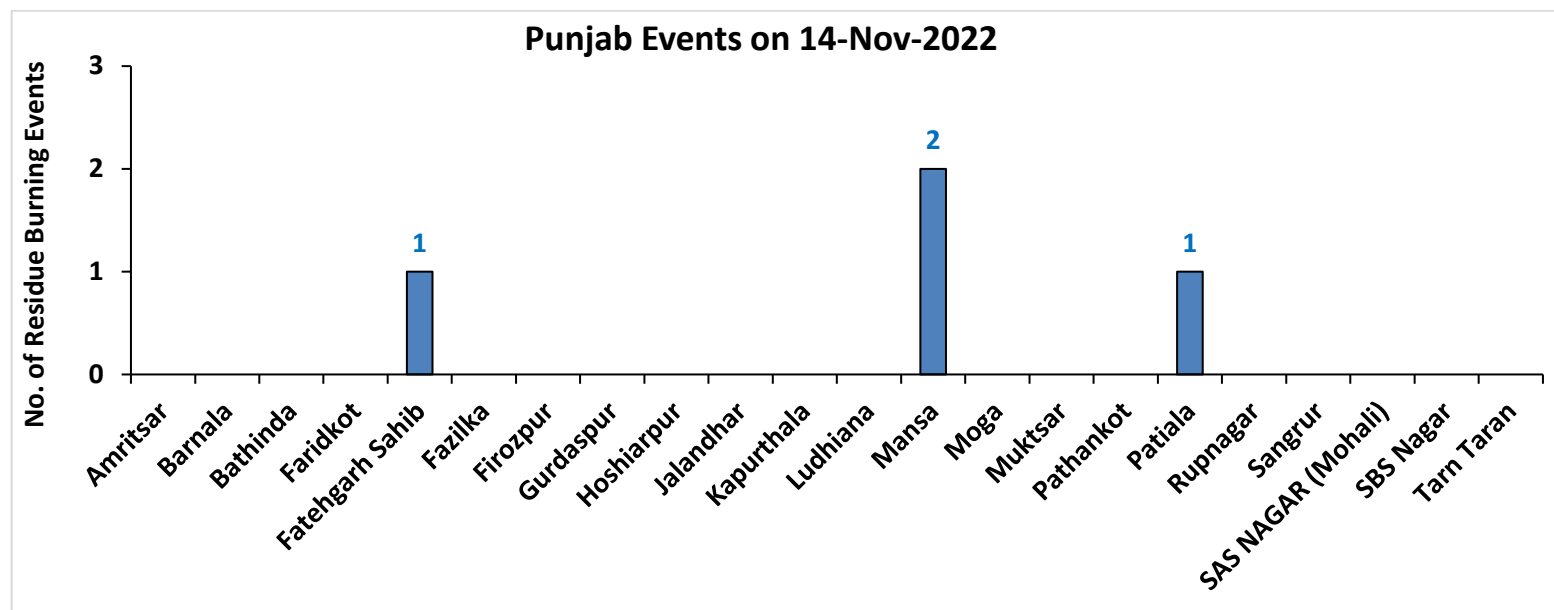 Punjab Events on 14-Nov-2022
No. of Residue Burning Events
3
2
1
0
1
2
1
Amritsar
Barnala
Bathinda
Faridkot
Fatehgarh Sahib
Fazilka
Firozpur
Gurdaspur
Hoshiarpur
Jalandhar
Kapurthala
Ludhiana
Mansa
Moga
Muktsar
Pathankot
Patiala
Rupnagar
Sangrur
SAS NAGAR (Mohali)
SBS Nagar
Tarn Taran